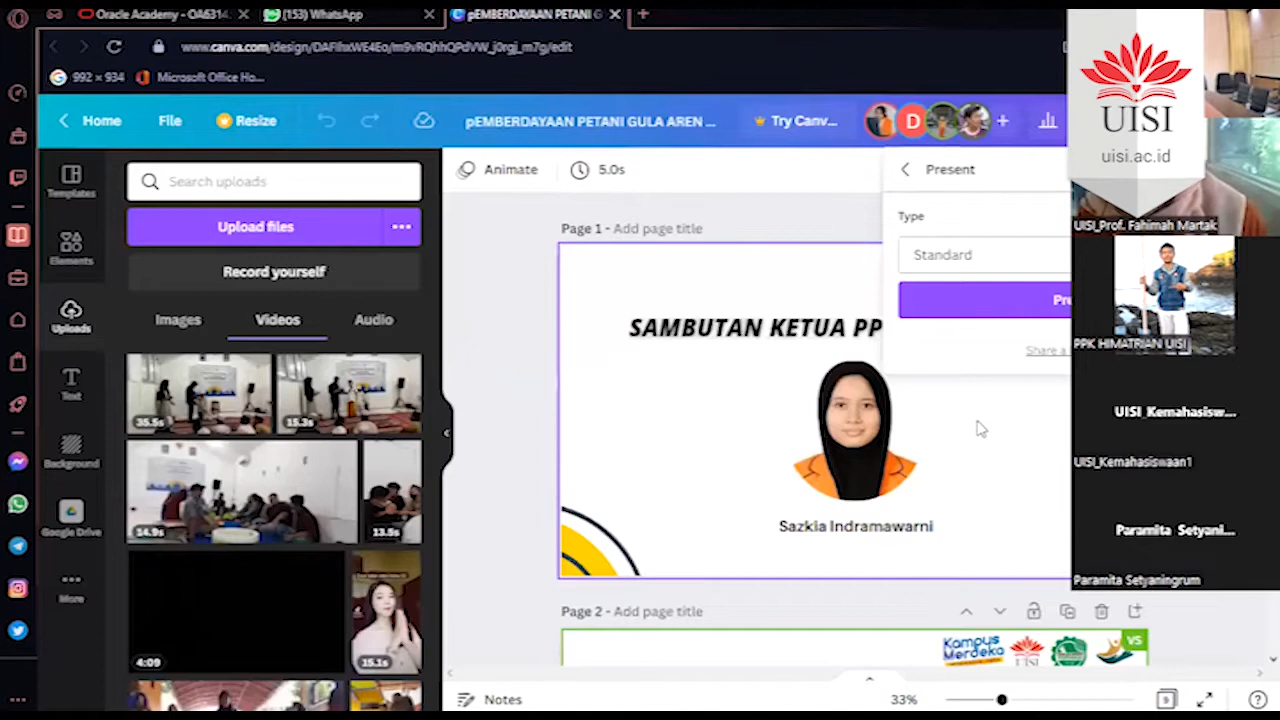 Oracle Academy - OA6314
(153) WhatsApp
pEMBERDAYAAN PETANI G
www.canva.com/design/DAFIhxWE4Eo/m9vRQhhQPdVW_j0rgj_m7g/edit
992 × 934
Microsoft Office Ho...
Home
File
Resize
pEMBERDAYAAN PETANI GULA AREN ...
Try Canv...
D
UISI
uisi.ac.id
Templates
Elements
Uploads
Text
Background
Google Drive
More
Search uploads
Upload files
Record yourself
Images
Videos
Audio
35.5s
15.3s
14.9s
13.5s
4:09
15.1s
Animate
5.0s
Page 1 - Add page title
SAMBUTAN KETUA PP
Sazkia Indramawarni
Present
Type
Standard
Pre
Share a
Page 2 - Add page title
Kampus
Merdeka
UISI
VS
Notes
33%
9
UISI_Prof. Fahimah Martak
PPK HIMATRIAN UISI
UISI_Kemahasisw...
UISI_Kemahasiswaan1
Paramita Setyani...
Paramita Setyaningrum